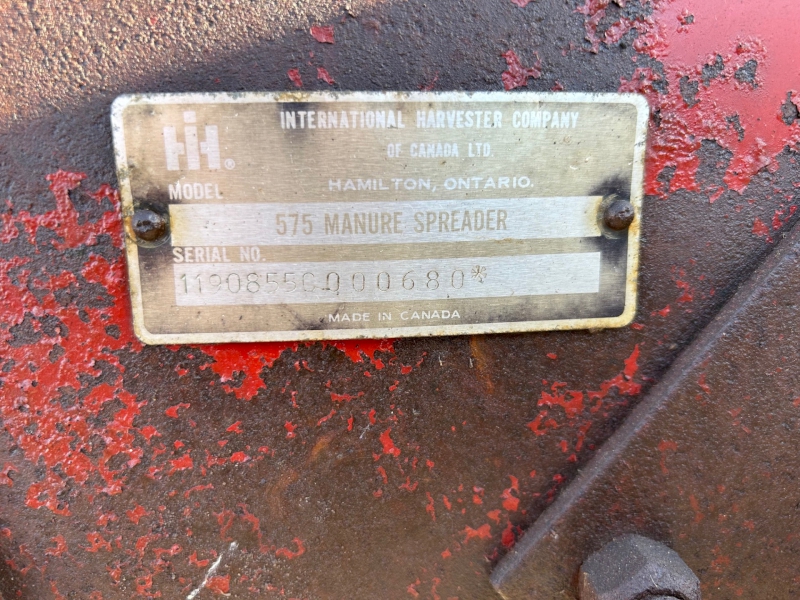 IH®
INTERNATIONAL HARVESTER COMPANY
OF CANADA LTD.
HAMILTON, ONTARIO.
MODEL
575 MANURE SPREADER
SERIAL NO.
1190855C000680*
MADE IN CANADA